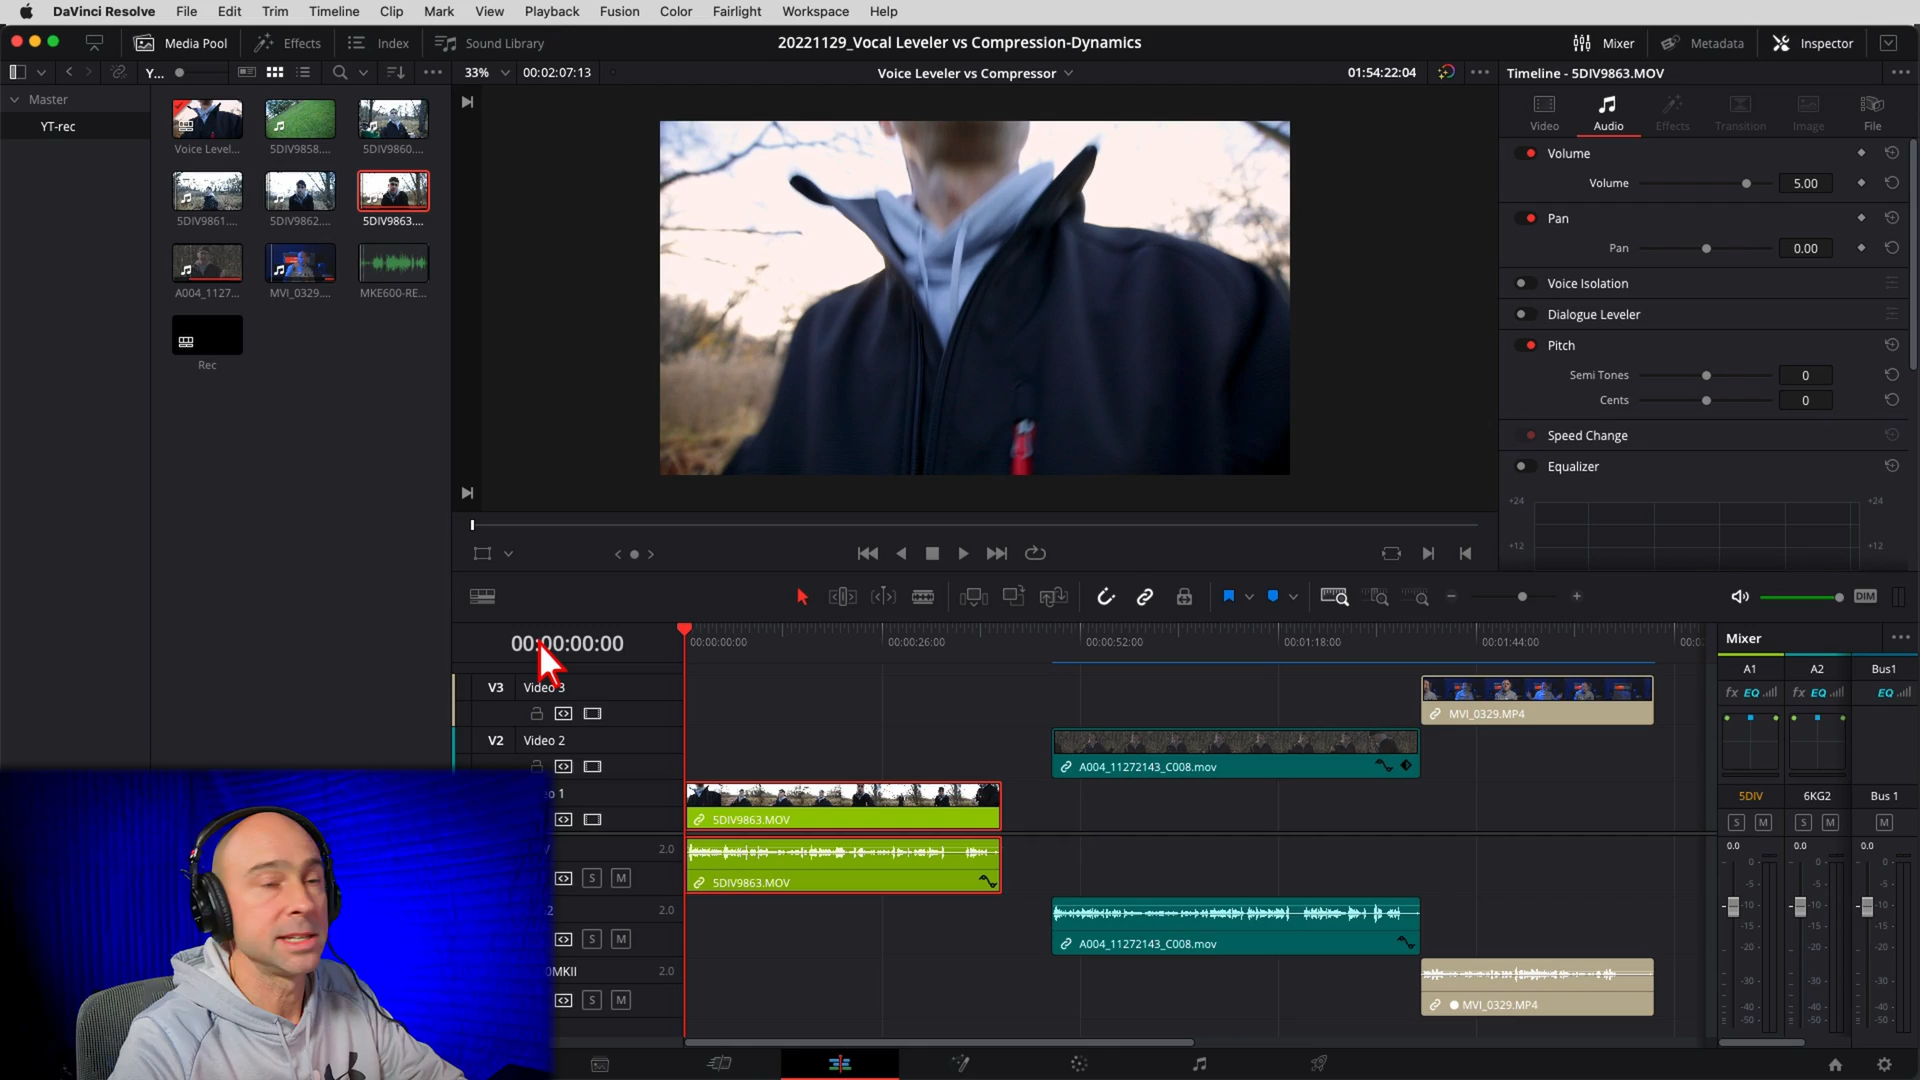 DaVinci Resolve File Edit Trim Timeline Clip Mark View Playback Fusion Color Fairlight Workspace Help
Media Pool Effects Index Sound Library 20221129_Vocal Leveler vs Compression-Dynamics Mixer Metadata Inspector
Y... 33% 00:02:07:13 Voice Leveler vs Compressor 01:54:22:04 Timeline - 5DIV9863.MOV
Master
YT-rec
Voice Level... 5DIV9858.... 5DIV9860....
5DIV9861.... 5DIV9862.... 5DIV9863....
A004_1127... MVI_0329.... MKE600-RE...
Rec
Video Audio Effects Transition Image File
Volume
Volume 5.00
Pan
Pan 0.00
Voice Isolation
Dialogue Leveler
Pitch
Semi Tones 0
Cents 0
Speed Change
Equalizer
+24 +24
+12 +12
DIM
00:00:00:00
00:00:00:00 00:00:26:00 00:00:52:00 00:01:18:00 00:01:44:00
V3 Video 3
MVI_0329.MP4
V2 Video 2
A004_11272143_C008.mov
o 1
5DIV9863.MOV
V 2.0
5DIV9863.MOV
S M
2 2.0
A004_11272143_C008.mov
S M
0MKII 2.0
MVI_0329.MP4
S M
Mixer
A1 A2 Bus1
fx EQ fx EQ EQ
5DIV 6KG2 Bus 1
S M S M M
0.0 0.0 0.0
0 0 0
-5 -5 -5
-10 -10 -10
-15 -15 -15
-20 -20 -20
-30 -30 -30
-40 -40 -40
-50 -50 -50